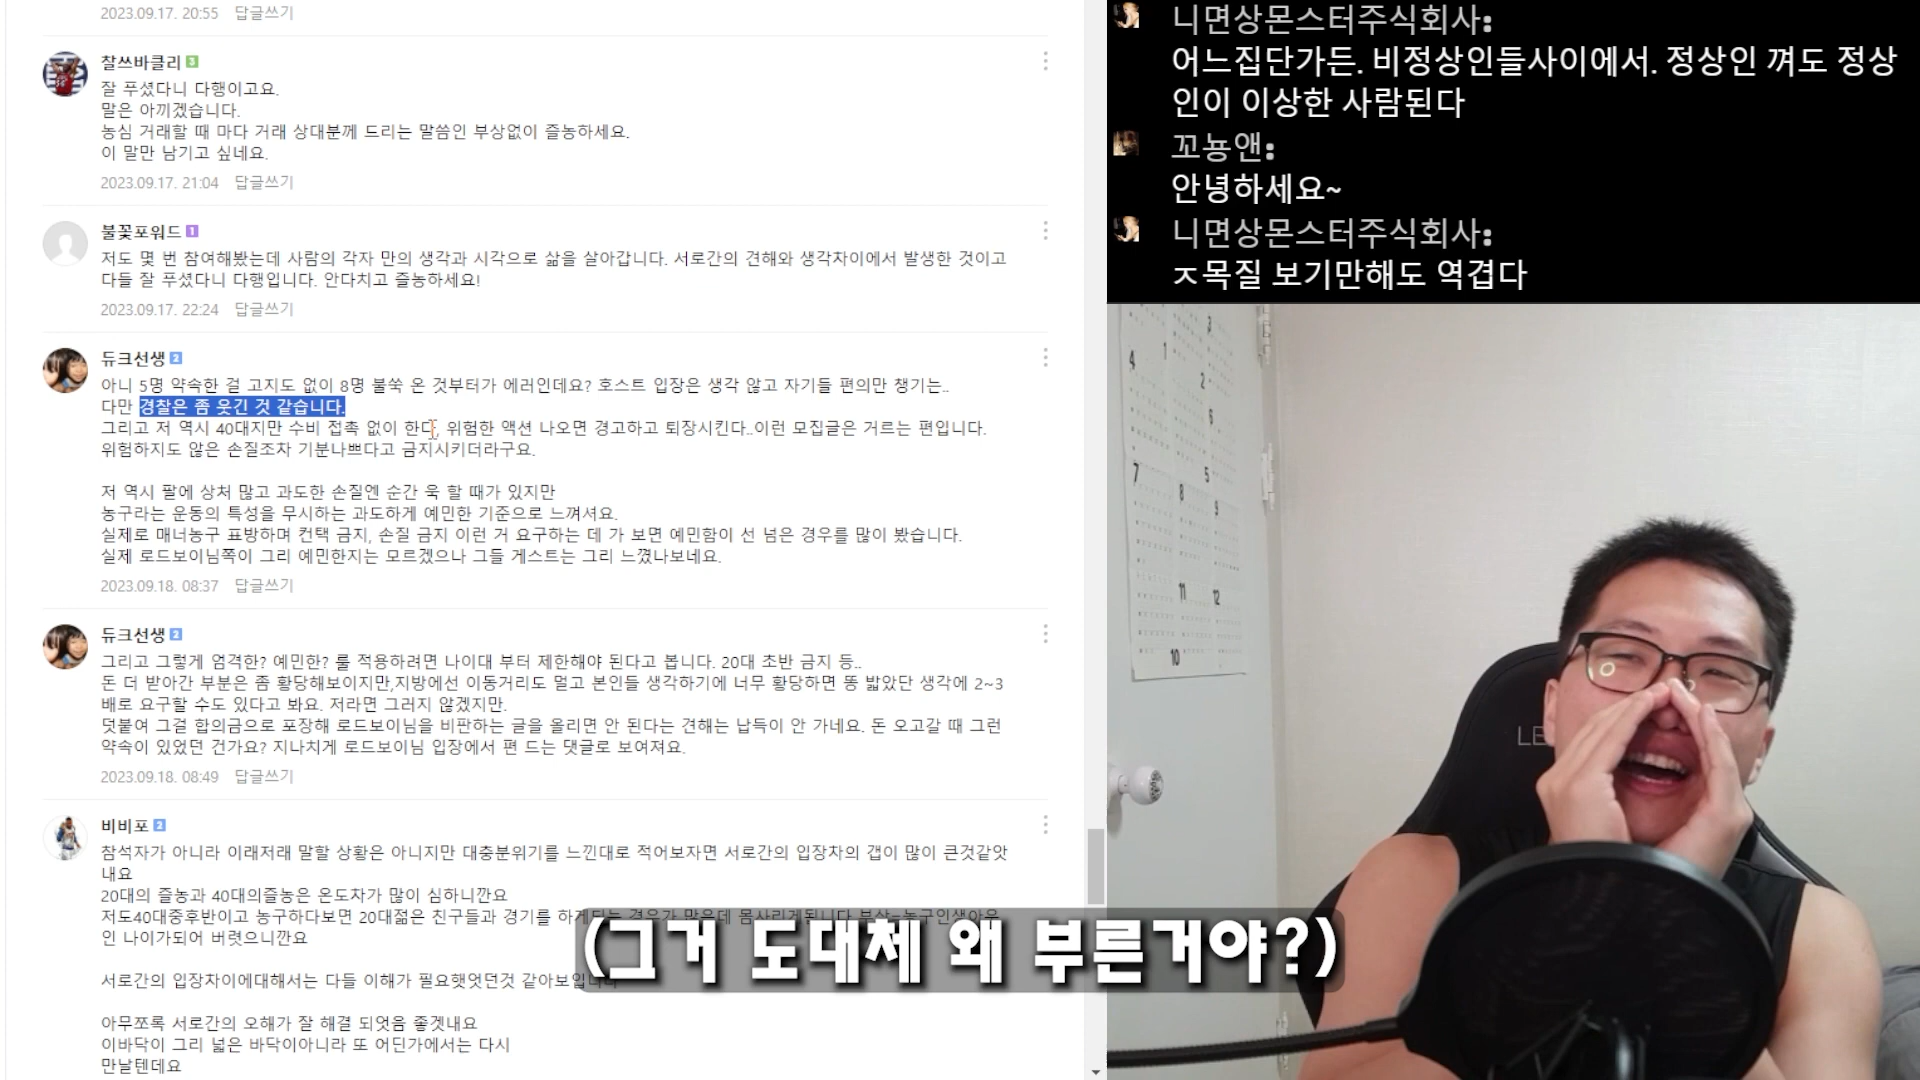 2023.09.17. 20:55 답글쓰기
찰쓰바클리 3
잘 푸셨다니 다행이고요.
말은 아끼겠습니다.
농심 거래할 때 마다 거래 상대분께 드리는 말씀인 부상없이 즐농하세요.
이 말만 남기고 싶네요.
2023.09.17. 21:04 답글쓰기
불꽃포워드 1
저도 몇 번 참여해봤는데 사람의 각자 만의 생각과 시각으로 삶을 살아갑니다. 서로간의 견해와 생각차이에서 발생한 것이고
다들 잘 푸셨다니 다행입니다. 안다치고 즐농하세요!
2023.09.17. 22:24 답글쓰기
듀크선생 2
아니 5명 약속한 걸 고지도 없이 8명 불쑥 온 것부터가 에러인데요? 호스트 입장은 생각 않고 자기들 편의만 챙기는..
다만 경찰은 좀 웃긴 것 같습니다.
그리고 저 역시 40대지만 수비 접촉 없이 한다, 위험한 액션 나오면 경고하고 퇴장시킨다..이런 모집글은 거르는 편입니다.
위험하지도 않은 손질조차 기분나쁘다고 금지시키더라구요.
저 역시 팔에 상처 많고 과도한 손질엔 순간 욱 할 때가 있지만
농구라는 운동의 특성을 무시하는 과도하게 예민한 기준으로 느껴셔요.
실제로 매너농구 표방하며 컨택 금지, 손질 금지 이런 거 요구하는 데 가 보면 예민함이 선 넘은 경우를 많이 봤습니다.
실제 로드보이님쪽이 그리 예민한지는 모르겠으나 그들 게스트는 그리 느꼈나보네요.
2023.09.18. 08:37 답글쓰기
듀크선생 2
그리고 그렇게 엄격한? 예민한? 룰 적용하려면 나이대 부터 제한해야 된다고 봅니다. 20대 초반 금지 등..
돈 더 받아간 부분은 좀 황당해보이지만,지방에선 이동거리도 멀고 본인들 생각하기에 너무 황당하면 똥 밟았단 생각에 2~3
배로 요구할 수도 있다고 봐요. 저라면 그러지 않겠지만.
덧붙여 그걸 합의금으로 포장해 로드보이님을 비판하는 글을 올리면 안 된다는 견해는 납득이 안 가네요. 돈 오고갈 때 그런
약속이 있었던 건가요? 지나치게 로드보이님 입장에서 편 드는 댓글로 보여져요.
2023.09.18. 08:49 답글쓰기
비비포 2
참석자가 아니라 이래저래 말할 상황은 아니지만 대충분위기를 느낀대로 적어보자면 서로간의 입장차의 갭이 많이 큰것같앗
내요
20대의 즐농과 40대의즐농은 온도차가 많이 심하니깐요
저도40대중후반이고 농구하다보면 20대젊은 친구들과 경기를 하게되는 경우가 많은데 몸사리게됩니다
인 나이가되어 버렷으니깐요
서로간의 입장차이에대해서는 다들 이해가 필요햇엇던것 같아보입니다
아무쪼록 서로간의 오해가 잘 해결 되엇음 좋겟내요
이바닥이 그리 넓은 바닥이아니라 또 어딘가에서는 다시
만날텐데요
니면상몬스터주식회사:
어느집단가든. 비정상인들사이에서. 정상인 껴도 정상
인이 이상한 사람된다
꼬뇽앤:
안녕하세요~
니면상몬스터주식회사:
ㅈ목질 보기만해도 역겹다
4
3
1
2
6
7
5
8
9
11
12
10
LE
(그거 도대체 왜 부른거야?)